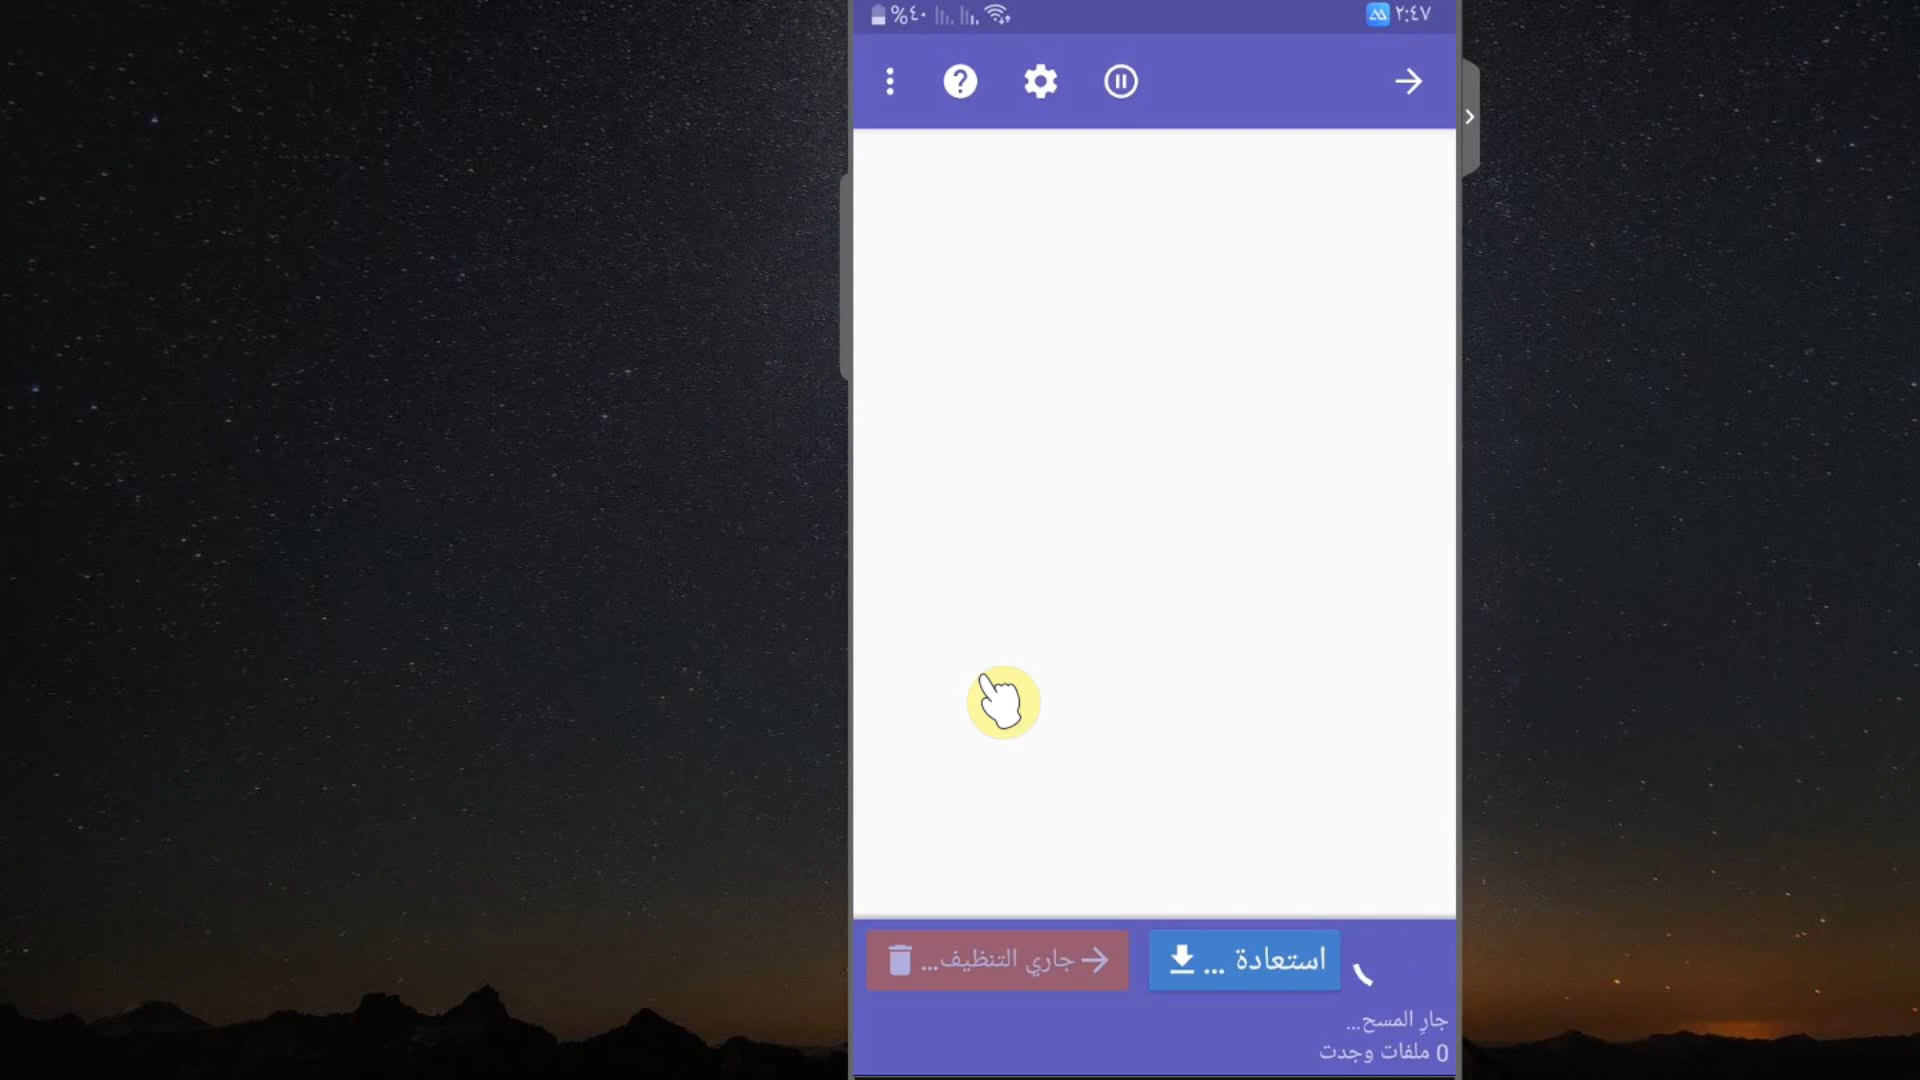 %٤٠
٢:٤٧
استعادة ...
جاري التنظيف...
جارِ المسح...
0 ملفات وجدت